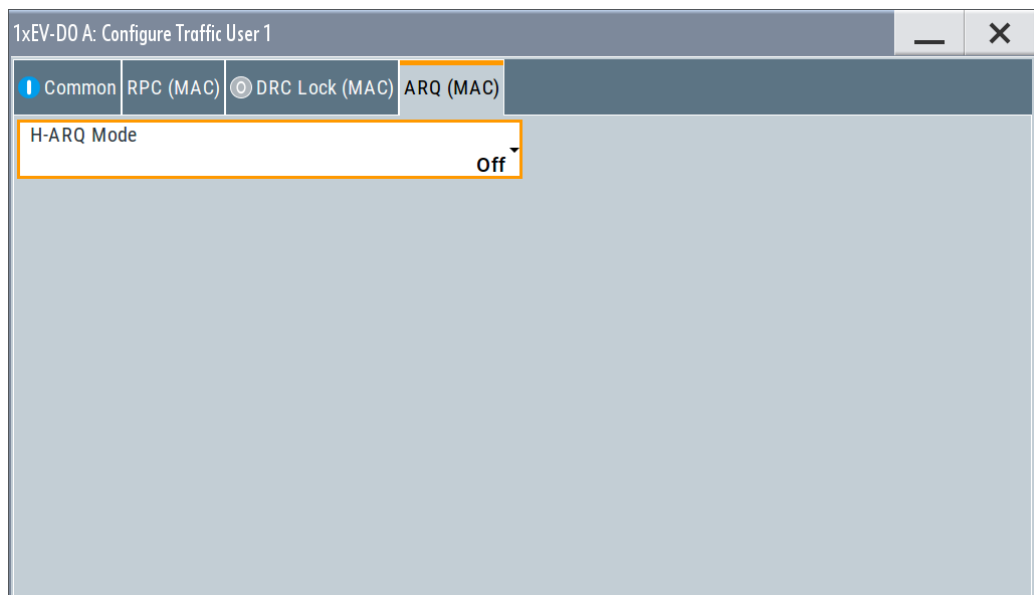 1xEV-DO A: Configure Traffic User 1
Common RPC (MAC) DRC Lock (MAC) ARQ (MAC)
H-ARQ Mode
Off